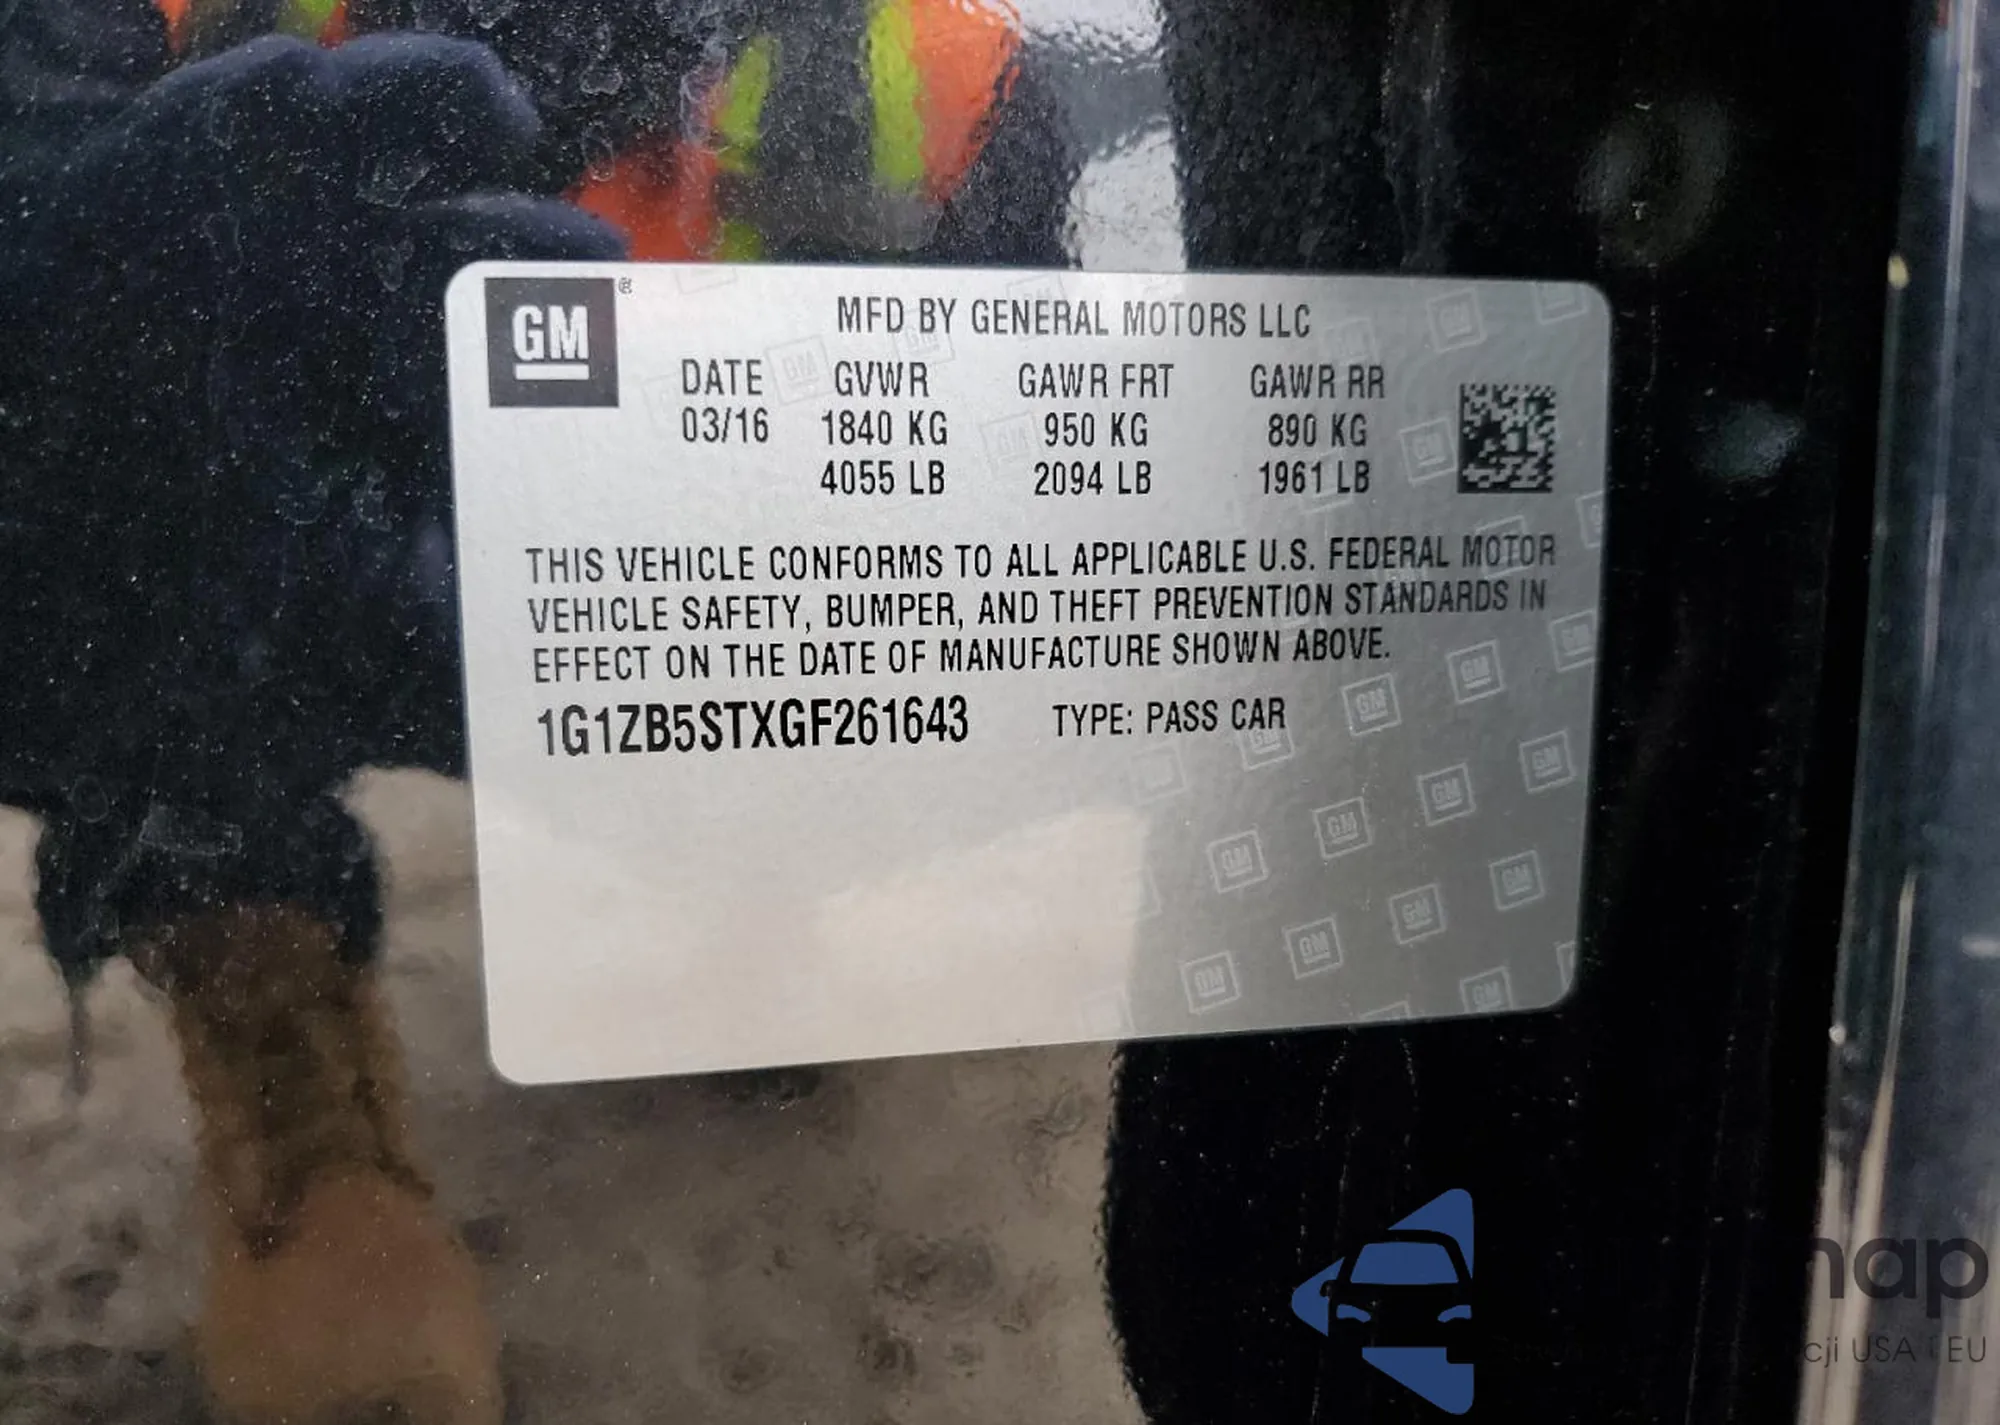 GM
MFD BY GENERAL MOTORS LLC
DATE GVWR GAWR FRT GAWR RR
03/16 1840 KG 950 KG 890 KG
4055 LB 2094 LB 1961 LB
THIS VEHICLE CONFORMS TO ALL APPLICABLE U.S. FEDERAL MOTOR
VEHICLE SAFETY, BUMPER, AND THEFT PREVENTION STANDARDS IN
EFFECT ON THE DATE OF MANUFACTURE SHOWN ABOVE.
1G1ZB5STXGF261643 TYPE: PASS CAR
USA i EU